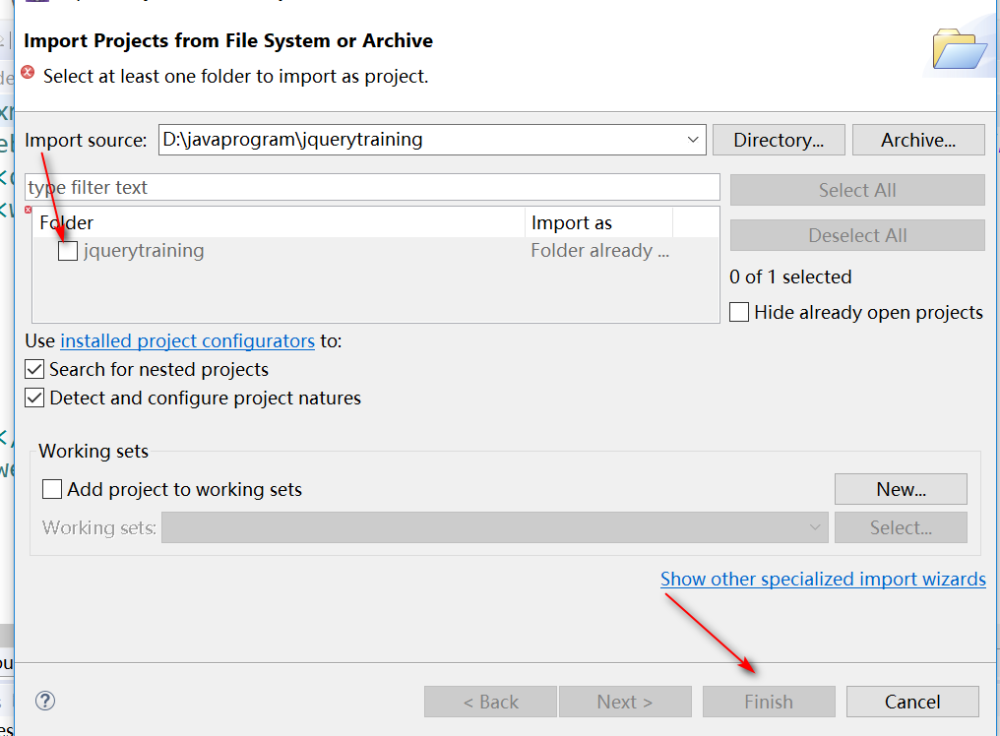 Import Projects from File System or Archive
Select at least one folder to import as project.
Import source: D:\javaprogram\jquerytraining Directory... Archive...
type filter text
Select All
Folder Import as
jquerytraining Folder already ...
Deselect All
0 of 1 selected
Hide already open projects
Use installed project configurators to:
Search for nested projects
Detect and configure project natures
Working sets
Add project to working sets New...
Working sets: Select...
Show other specialized import wizards
< Back Next > Finish Cancel